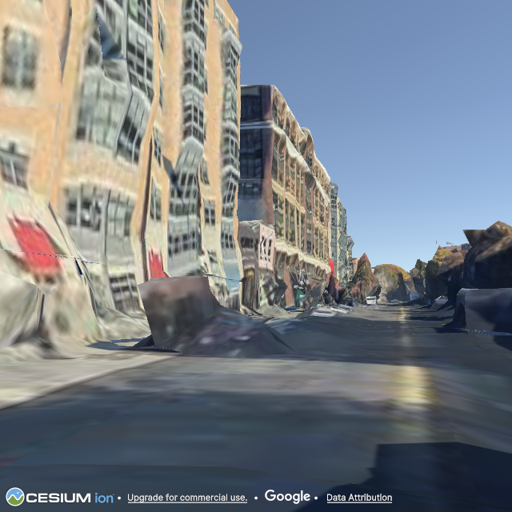 CESIUM ion • Upgrade for commercial use. • Google • Data Attribution